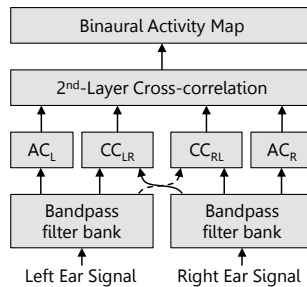 Binaural Activity Map
2nd-Layer Cross-correlation
ACL
CCLR
CCRL
ACR
Bandpass
filter bank
Bandpass
filter bank
Left Ear Signal
Right Ear Signal